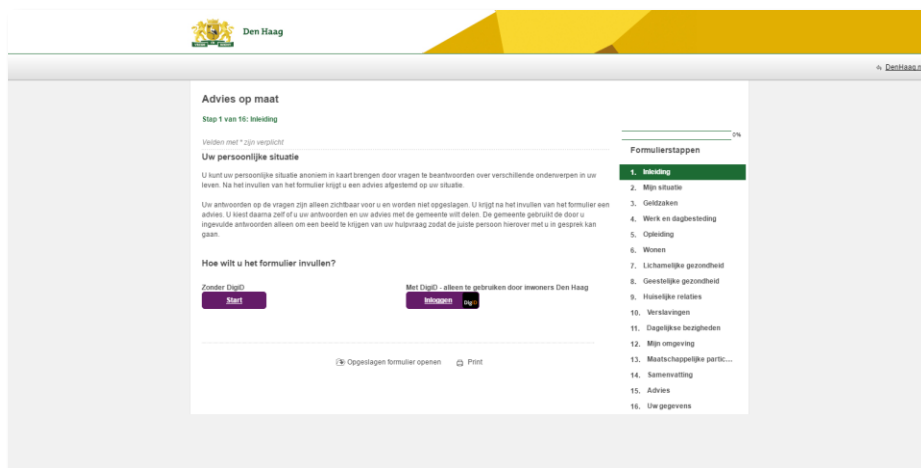 Den Haag
DenHaag.n
Advies op maat
Stap 1 van 16: Inleiding
Velden met * zijn verplicht
Uw persoonlijke situatie
U kunt uw persoonlijke situatie anoniem in kaart brengen door vragen te beantwoorden over verschillende onderwerpen in uw
leven. Na het invullen van het formulier krijgt u een advies afgestemd op uw situatie.
Uw antwoorden op de vragen zijn alleen zichtbaar voor u en worden niet opgeslagen. U krijgt na het invullen van het formulier een
advies. U kiest daarna zelf of u uw antwoorden en uw advies met de gemeente wilt delen. De gemeente gebruikt de door u
ingevulde antwoorden alleen om een beeld te krijgen van uw hulpvraag zodat de juiste persoon hierover met u in gesprek kan
gaan.
Hoe wilt u het formulier invullen?
Zonder DigiD
Start
Met DigiD - alleen te gebruiken door inwoners Den Haag
Inloggen DigiD
Opgeslagen formulier openen Print
0%
Formulierstappen
1. Inleiding
2. Mijn situatie
3. Geldzaken
4. Werk en dagbesteding
5. Opleiding
6. Wonen
7. Lichamelijke gezondheid
8. Geestelijke gezondheid
9. Huiselijke relaties
10. Verslavingen
11. Dagelijkse bezigheden
12. Mijn omgeving
13. Maatschappelijke partic...
14. Samenvatting
15. Advies
16. Uw gegevens